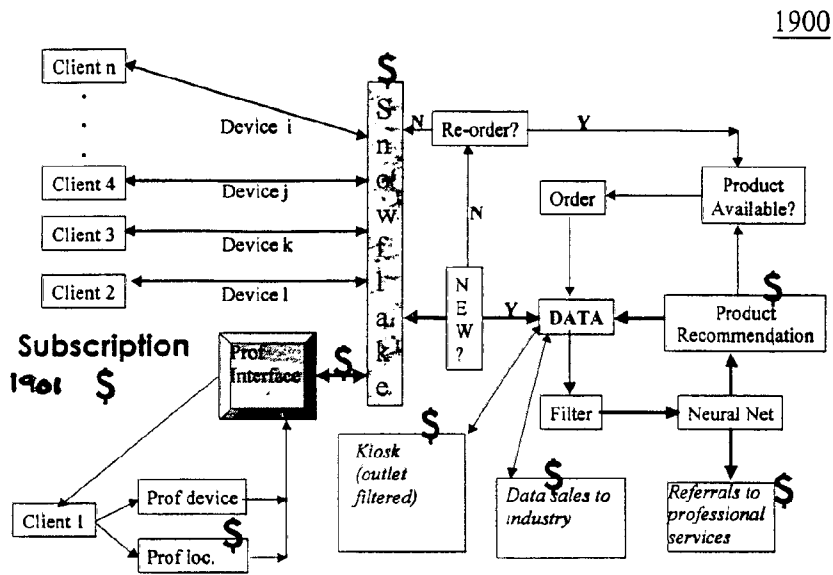 1900
Client n
Device i
Client 4
Device j
Client 3
Device k
Client 2
Device l
$
Snowflake
N
Re-order?
Y
Product
Available?
Order
N
NEW?
Y
DATA
$
Product
Recommendation
Filter
Neural Net
Subscription
1901 $
Prof
Interface
$
Client 1
Prof device
Prof loc.
$
$
Kiosk
(outlet
filtered)
$
Data sales to
industry
$
Referrals to
professional
services